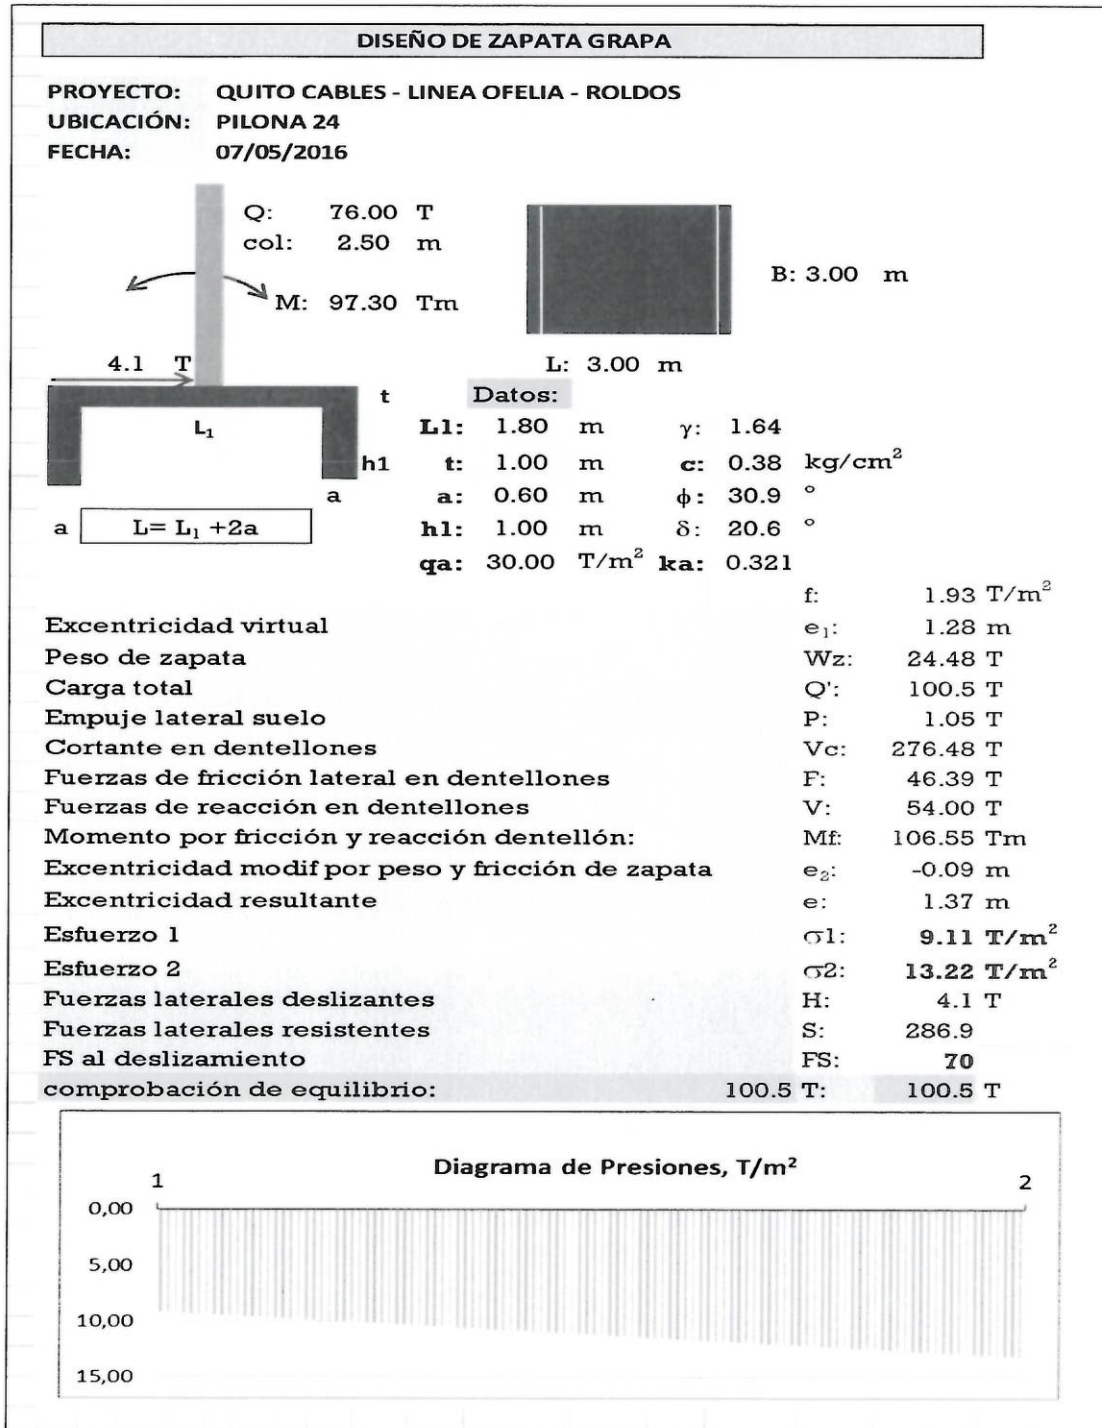 DISEÑO DE ZAPATA GRAPA
PROYECTO: QUITO CABLES - LINEA OFELIA - ROLDOS
UBICACIÓN: PILONA 24
FECHA: 07/05/2016
Q: 76.00 T
col: 2.50 m
B: 3.00 m
M: 97.30 Tm
4.1 T
L: 3.00 m
t Datos:
L₁ L1: 1.80 m γ: 1.64
h1 t: 1.00 m c: 0.38 kg/cm²
a a: 0.60 m ϕ: 30.9 °
a L= L₁ +2a h1: 1.00 m δ: 20.6 °
qa: 30.00 T/m² ka: 0.321
f: 1.93 T/m²
Excentricidad virtual e₁: 1.28 m
Peso de zapata Wz: 24.48 T
Carga total Q': 100.5 T
Empuje lateral suelo P: 1.05 T
Cortante en dentellones Vc: 276.48 T
Fuerzas de fricción lateral en dentellones F: 46.39 T
Fuerzas de reacción en dentellones V: 54.00 T
Momento por fricción y reacción dentellón: Mf: 106.55 Tm
Excentricidad modif por peso y fricción de zapata e₂: -0.09 m
Excentricidad resultante e: 1.37 m
Esfuerzo 1 σ1: 9.11 T/m²
Esfuerzo 2 σ2: 13.22 T/m²
Fuerzas laterales deslizantes H: 4.1 T
Fuerzas laterales resistentes S: 286.9
FS al deslizamiento FS: 70
comprobación de equilibrio: 100.5 T: 100.5 T
Diagrama de Presiones, T/m²
1 2
0,00
5,00
10,00
15,00